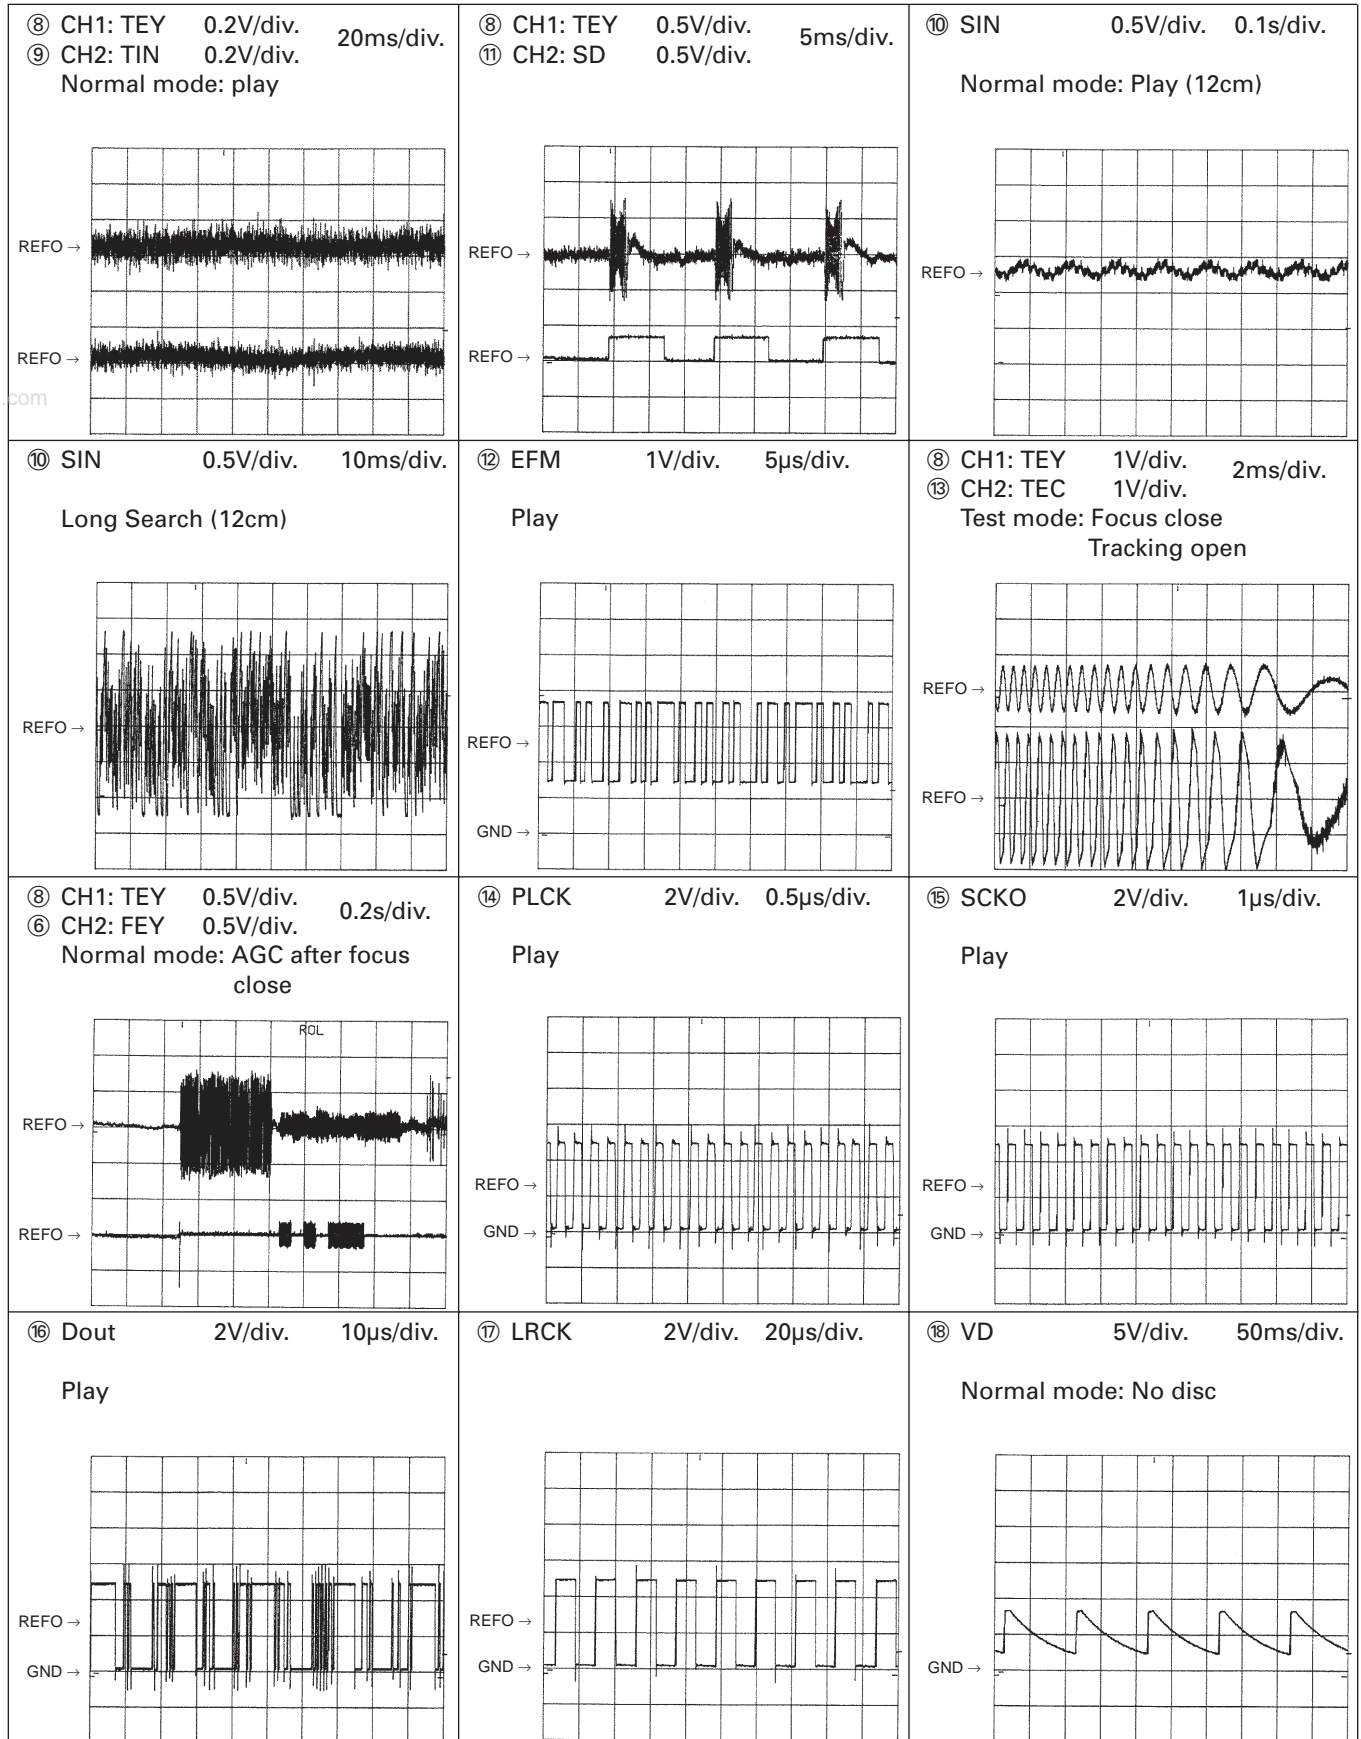 ⑧ CH1: TEY 0.2V/div. 20ms/div.
⑨ CH2: TIN 0.2V/div.
Normal mode: play
REFO →
REFO →
.com
⑧ CH1: TEY 0.5V/div. 5ms/div.
⑪ CH2: SD 0.5V/div.
REFO →
REFO →
⑩ SIN 0.5V/div. 0.1s/div.
Normal mode: Play (12cm)
REFO →
⑩ SIN 0.5V/div. 10ms/div.
Long Search (12cm)
REFO →
⑫ EFM 1V/div. 5µs/div.
Play
REFO →
GND →
⑧ CH1: TEY 1V/div. 2ms/div.
⑬ CH2: TEC 1V/div.
Test mode: Focus close
Tracking open
REFO →
REFO →
⑧ CH1: TEY 0.5V/div. 0.2s/div.
⑥ CH2: FEY 0.5V/div.
Normal mode: AGC after focus
close
ROL
REFO →
REFO →
⑭ PLCK 2V/div. 0.5µs/div.
Play
REFO →
GND →
⑮ SCKO 2V/div. 1µs/div.
Play
REFO →
GND →
⑯ Dout 2V/div. 10µs/div.
Play
REFO →
GND →
⑰ LRCK 2V/div. 20µs/div.
REFO →
GND →
⑱ VD 5V/div. 50ms/div.
Normal mode: No disc
GND →